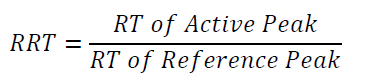 RRT = RT of Active Peak / RT of Reference Peak